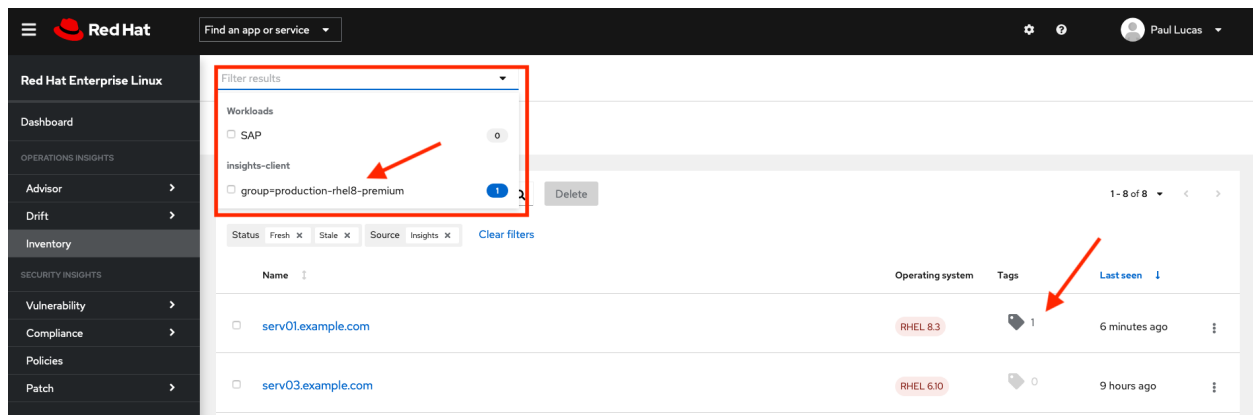 Red Hat
Find an app or service
Paul Lucas
Red Hat Enterprise Linux
Dashboard
OPERATIONS INSIGHTS
Advisor
Drift
Inventory
SECURITY INSIGHTS
Vulnerability
Compliance
Policies
Patch
Filter results
Workloads
SAP 0
insights-client
group=production-rhel8-premium 1
Delete
1 - 8 of 8
Status Fresh Stale Source Insights Clear filters
Name Operating system Tags Last seen
serv01.example.com RHEL 8.3 1 6 minutes ago
serv03.example.com RHEL 6.10 0 9 hours ago